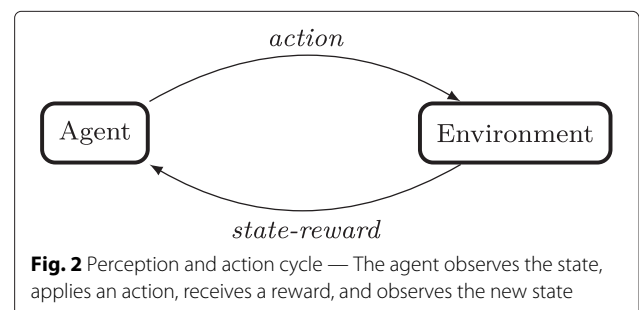 action
Agent
Environment
state-reward
Fig. 2 Perception and action cycle — The agent observes the state,
applies an action, receives a reward, and observes the new state